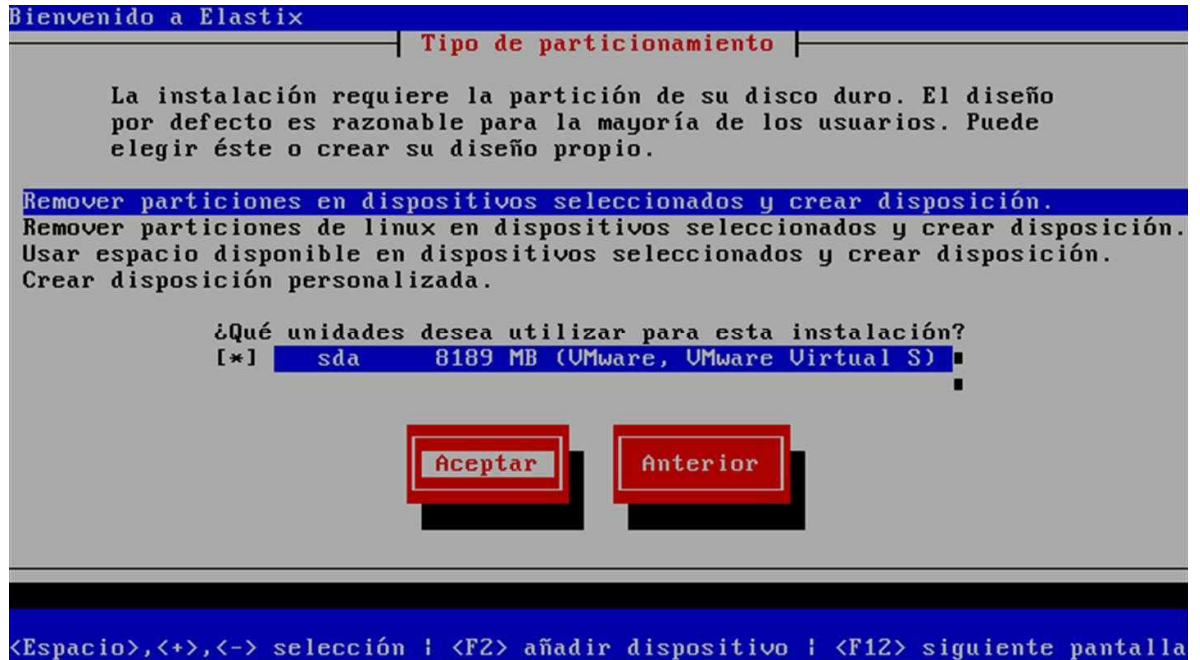 Bienvenido a Elastix
Tipo de particionamiento
La instalación requiere la partición de su disco duro. El diseño
por defecto es razonable para la mayoría de los usuarios. Puede
elegir éste o crear su diseño propio.
Remover particiones en dispositivos seleccionados y crear disposición.
Remover particiones de linux en dispositivos seleccionados y crear disposición.
Usar espacio disponible en dispositivos seleccionados y crear disposición.
Crear disposición personalizada.
¿Qué unidades desea utilizar para esta instalación?
[*] sda 8189 MB (VMware, VMware Virtual S)
Aceptar Anterior
<Espacio>,<+>,<-> selección | <F2> añadir dispositivo | <F12> siguiente pantalla